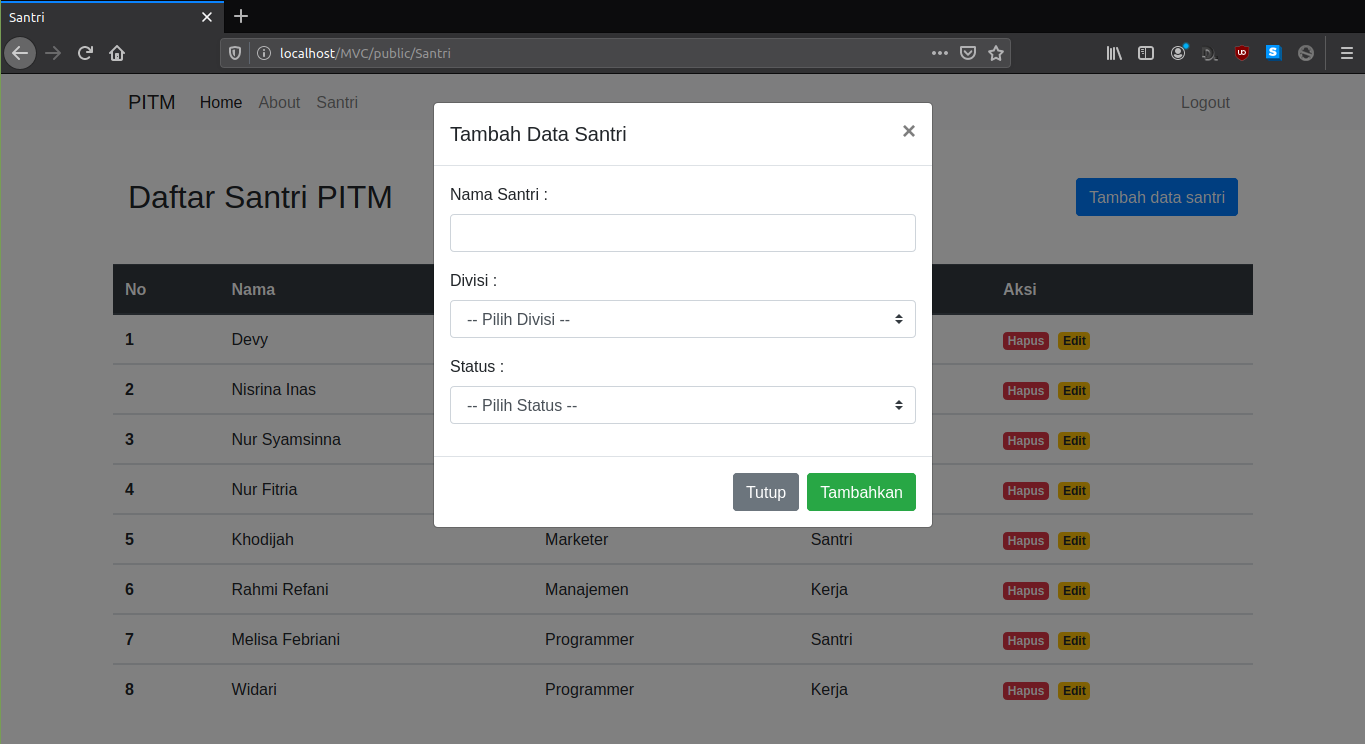 Santri
localhost/MVC/public/Santri
PITM Home About Santri Logout
Tambah Data Santri ×
Nama Santri :
Divisi :
-- Pilih Divisi --
Status :
-- Pilih Status --
Tutup Tambahkan
Daftar Santri PITM Tambah data santri
No Nama Aksi
1 Devy Hapus Edit
2 Nisrina Inas Hapus Edit
3 Nur Syamsinna Hapus Edit
4 Nur Fitria Hapus Edit
5 Khodijah Marketer Santri Hapus Edit
6 Rahmi Refani Manajemen Kerja Hapus Edit
7 Melisa Febriani Programmer Santri Hapus Edit
8 Widari Programmer Kerja Hapus Edit